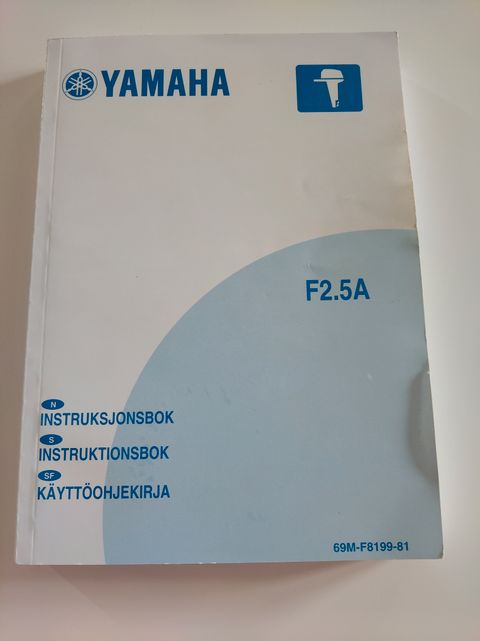 YAMAHA
F2.5A
N
INSTRUKSJONSBOK
S
INSTRUKTIONSBOK
SF
KÄYTTÖOHJEKIRJA
69M-F8199-81